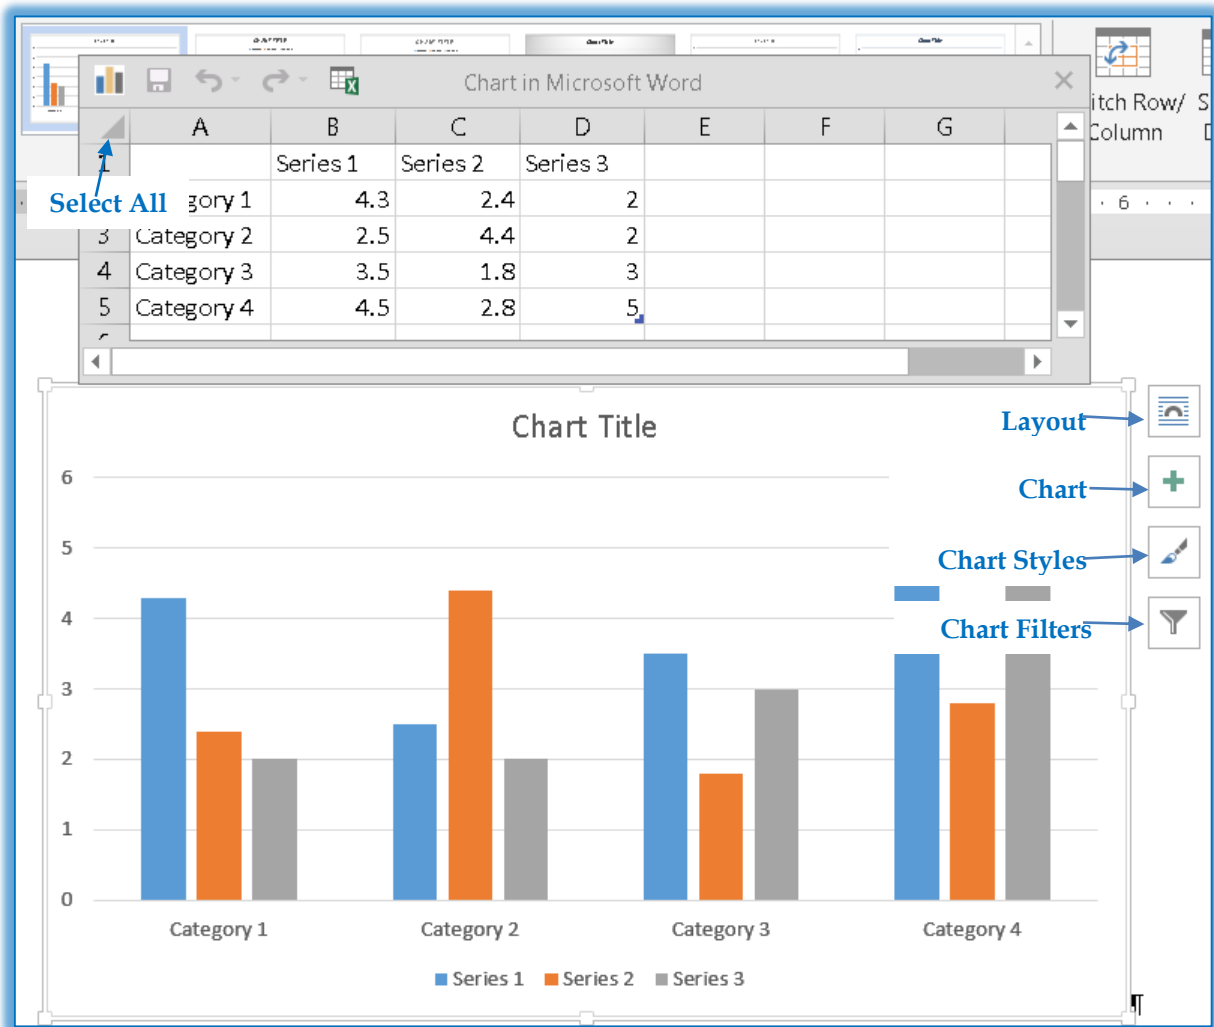 Chart in Microsoft Word
itch Row/ S
Column
A B C D E F G
1 Series 1 Series 2 Series 3
Select All
gory 1 4.3 2.4 2
· 6 · · ·
3 Category 2 2.5 4.4 2
4 Category 3 3.5 1.8 3
5 Category 4 4.5 2.8 5
Chart Title
Layout
Chart
Chart Styles
Chart Filters
6
5
4
3
2
1
0
Category 1 Category 2 Category 3 Category 4
Series 1 Series 2 Series 3
¶